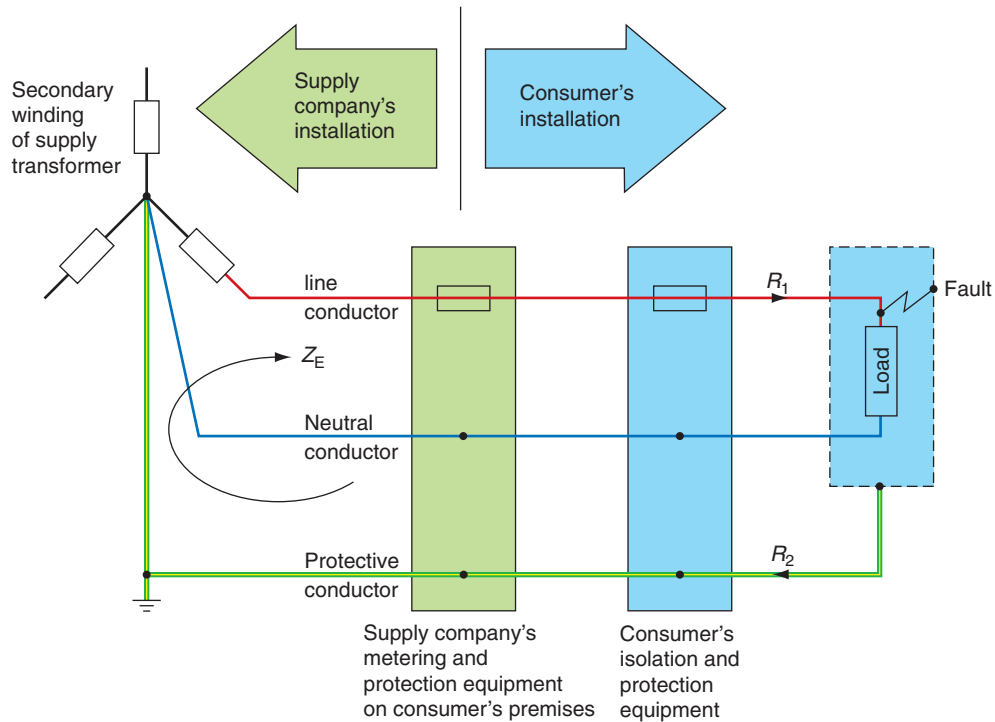 Secondary
winding
of supply
transformer
Supply
company's
installation
Consumer's
installation
line
conductor
R1
Fault
Load
ZE
Neutral
conductor
Protective
conductor
R2
Supply company's
metering and
protection equipment
on consumer's premises
Consumer's
isolation and
protection
equipment